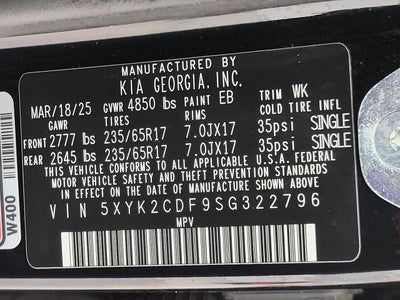 MANUFACTURED BY
KIA GEORGIA, INC.
MAR/18/25 GVWR 4850 lbs PAINT EB TRIM WK
GAWR TIRES RIMS COLD TIRE INFL
FRONT 2777 lbs 235/65R17 7.0JX17 35psi SINGLE
REAR 2645 lbs 235/65R17 7.0JX17 35psi SINGLE
THIS VEHICLE CONFORMS TO ALL APPLICABLE U.S.A. FEDERAL
MOTOR VEHICLE SAFETY AND THEFT PREVENTION STANDARDS
IN EFFECT ON THE DATE OF MANUFACTURE SHOWN ABOVE.
VIN 5XYK2CDF9SG322796
MPV
W400